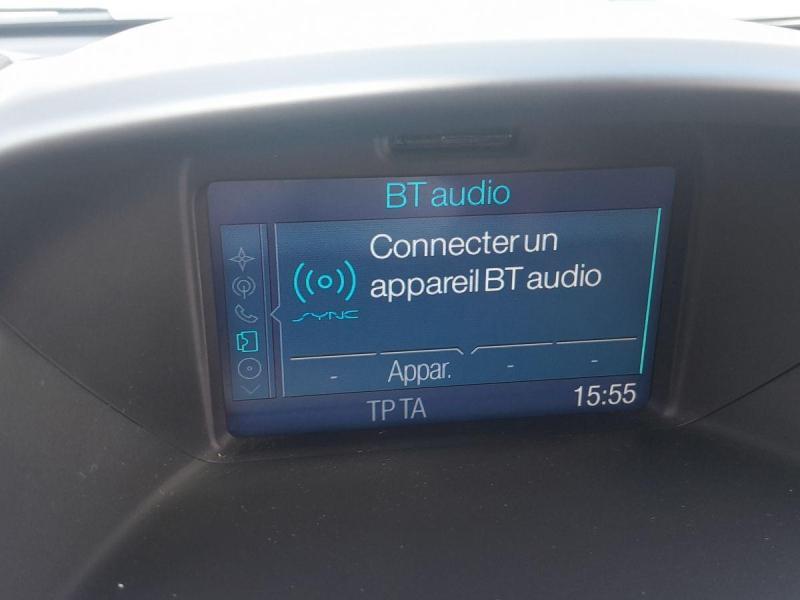 BT audio
Connecter un
appareil BT audio
SYNC
- Appar. - -
TP TA 15:55